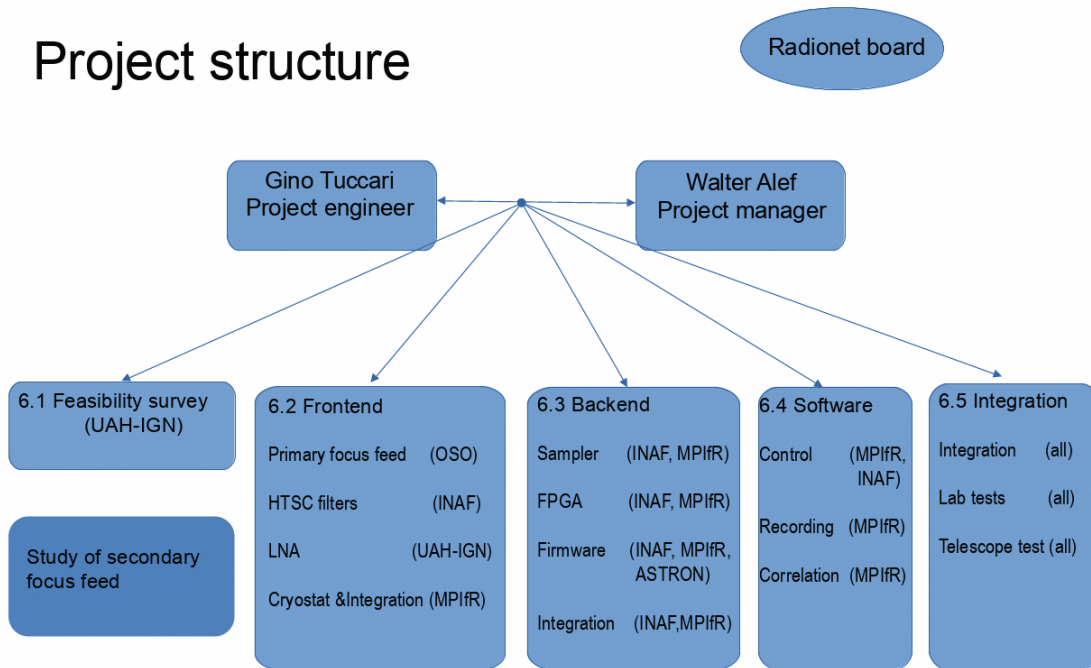 Project structure
Radionet board
Gino Tuccari
Project engineer
Walter Alef
Project manager
6.1 Feasibility survey
(UAH-IGN)
Study of secondary
focus feed
6.2 Frontend
Primary focus feed (OSO)
HTSC filters (INAF)
LNA (UAH-IGN)
Cryostat &Integration (MPIfR)
6.3 Backend
Sampler (INAF, MPIfR)
FPGA (INAF, MPIfR)
Firmware (INAF, MPIfR,
ASTRON)
Integration (INAF,MPIfR)
6.4 Software
Control (MPIfR,
INAF)
Recording (MPIfR)
Correlation (MPIfR)
6.5 Integration
Integration (all)
Lab tests (all)
Telescope test (all)